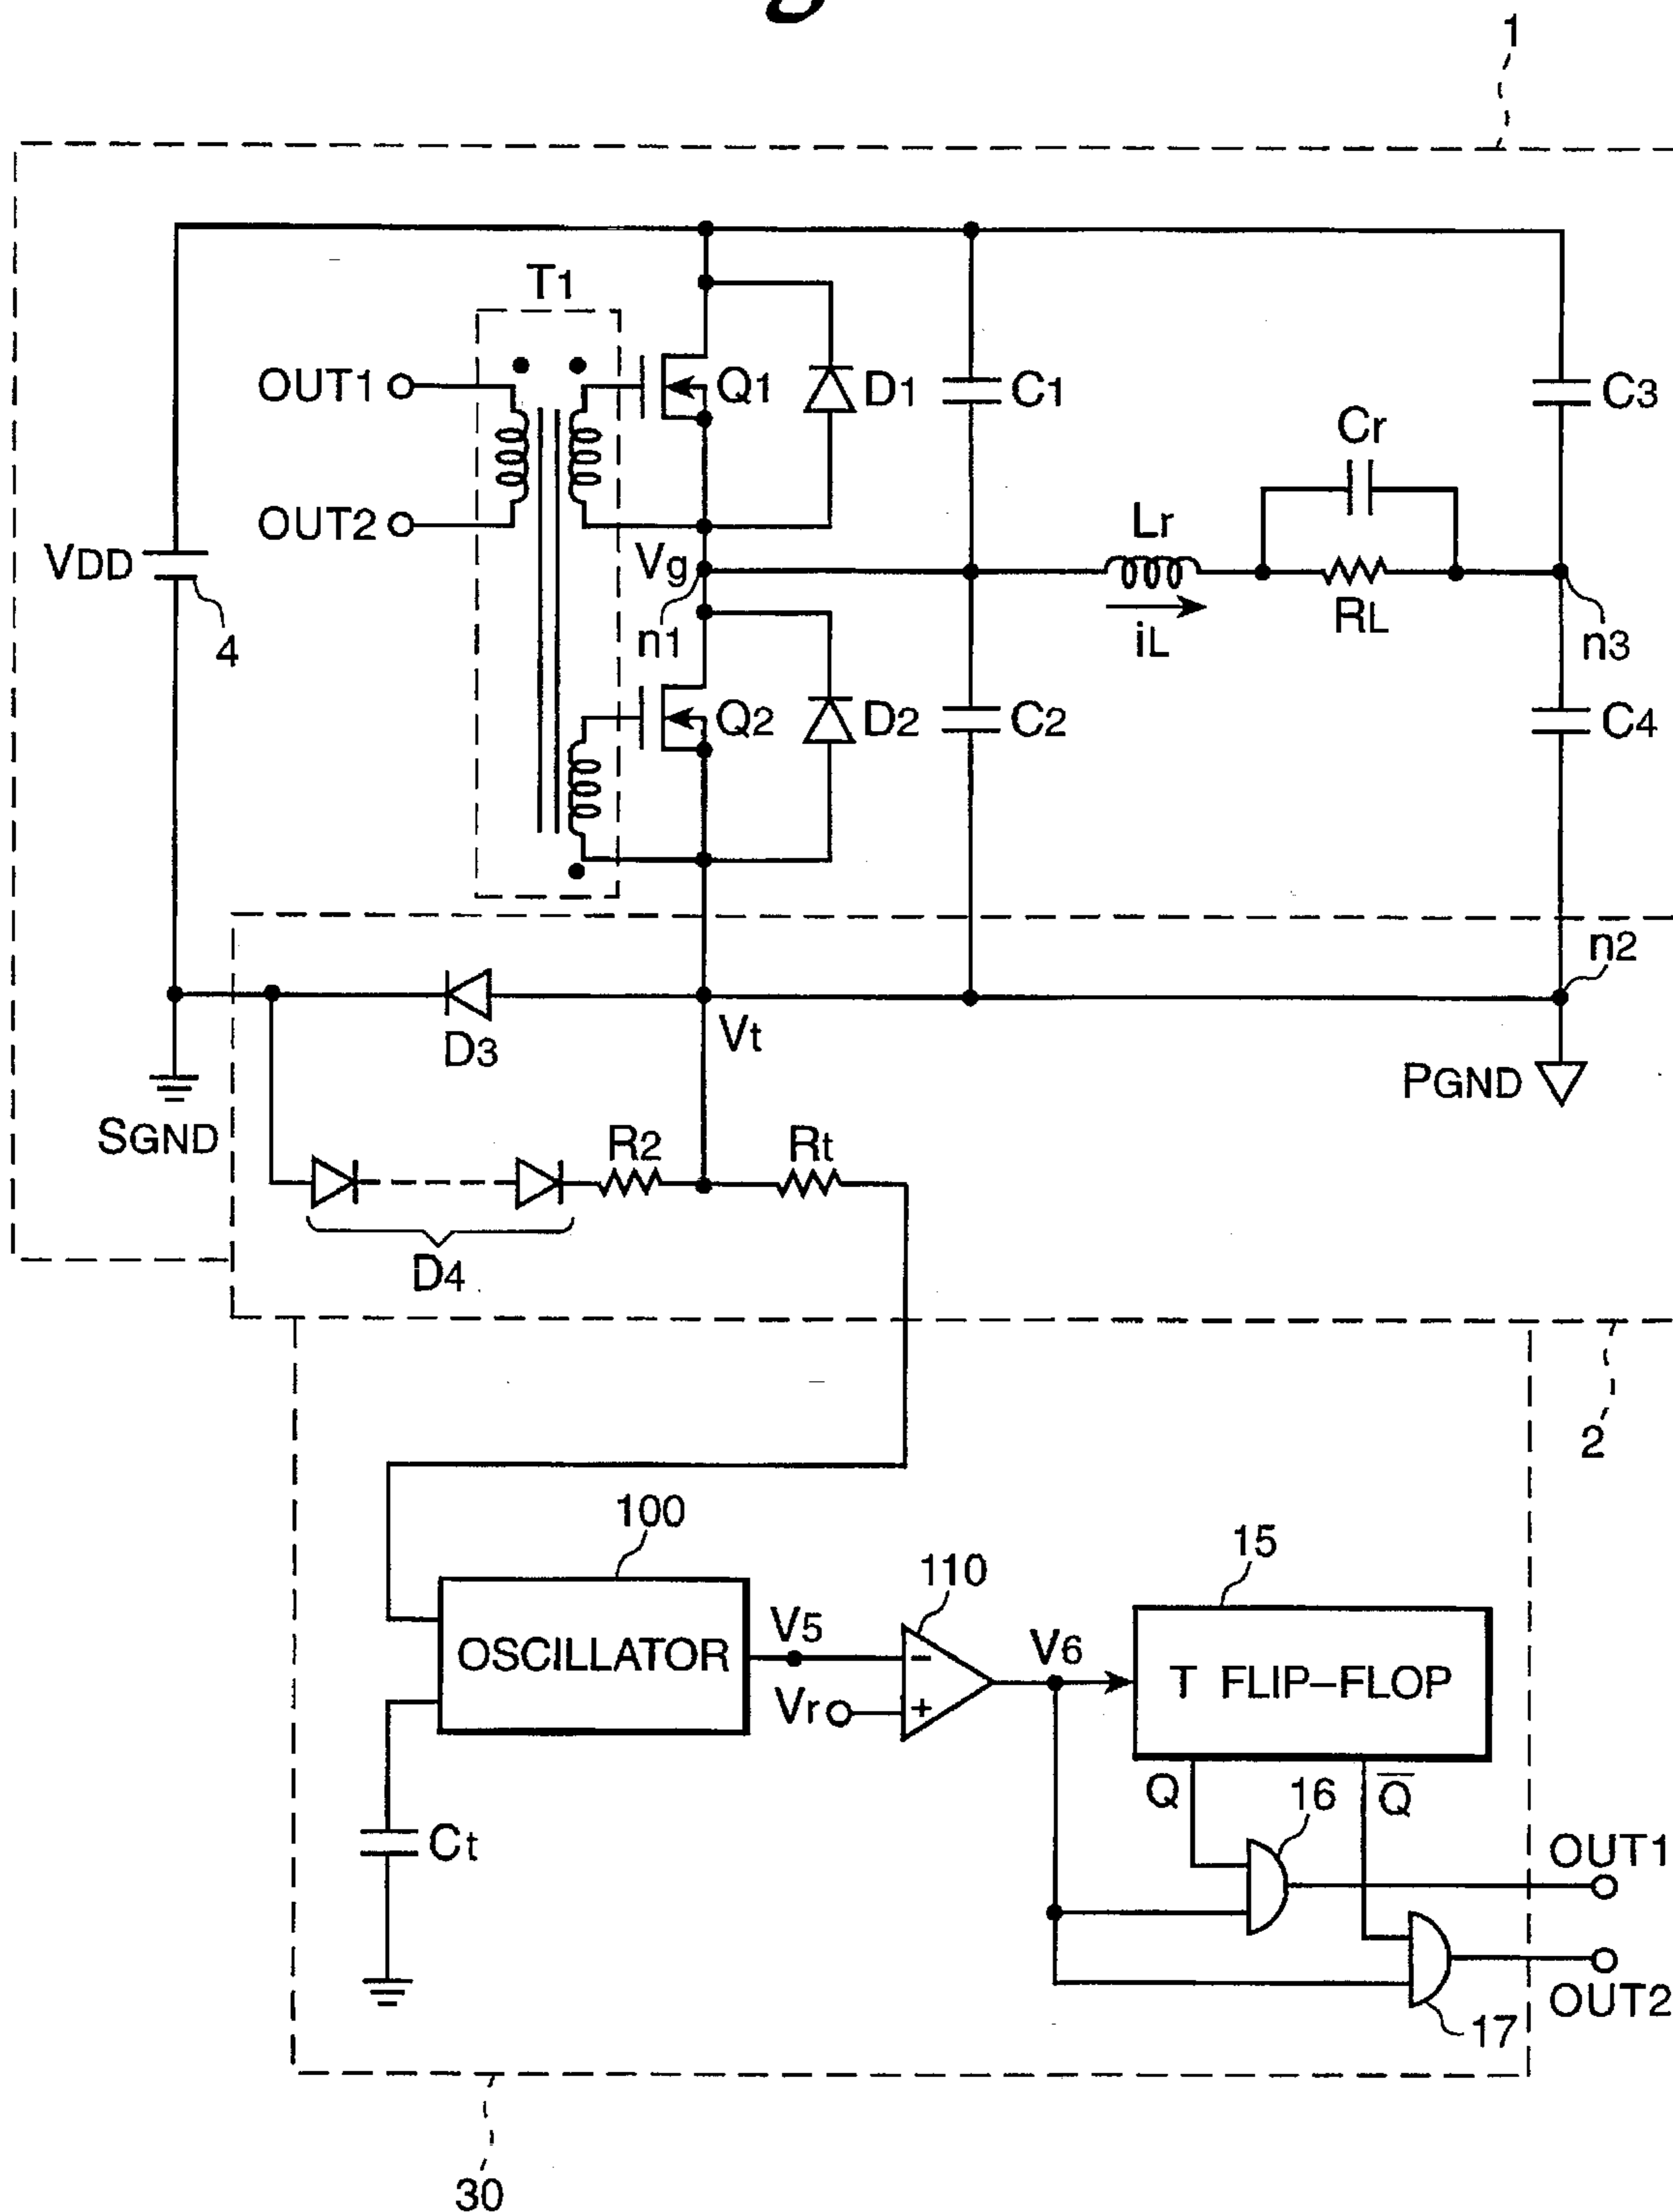 1
T1
OUT1
OUT2
Q1
D1
C1
C3
Cr
Lr
RL
iL
n3
VDD
4
Vg
n1
Q2
D2
C2
C4
n2
D3
Vt
SGND
PGND
R2
Rt
D4
2
100
OSCILLATOR
V5
110
−
Vr
+
V6
15
T FLIP–FLOP
Q
16
Q̅
Ct
OUT1
OUT2
17
30